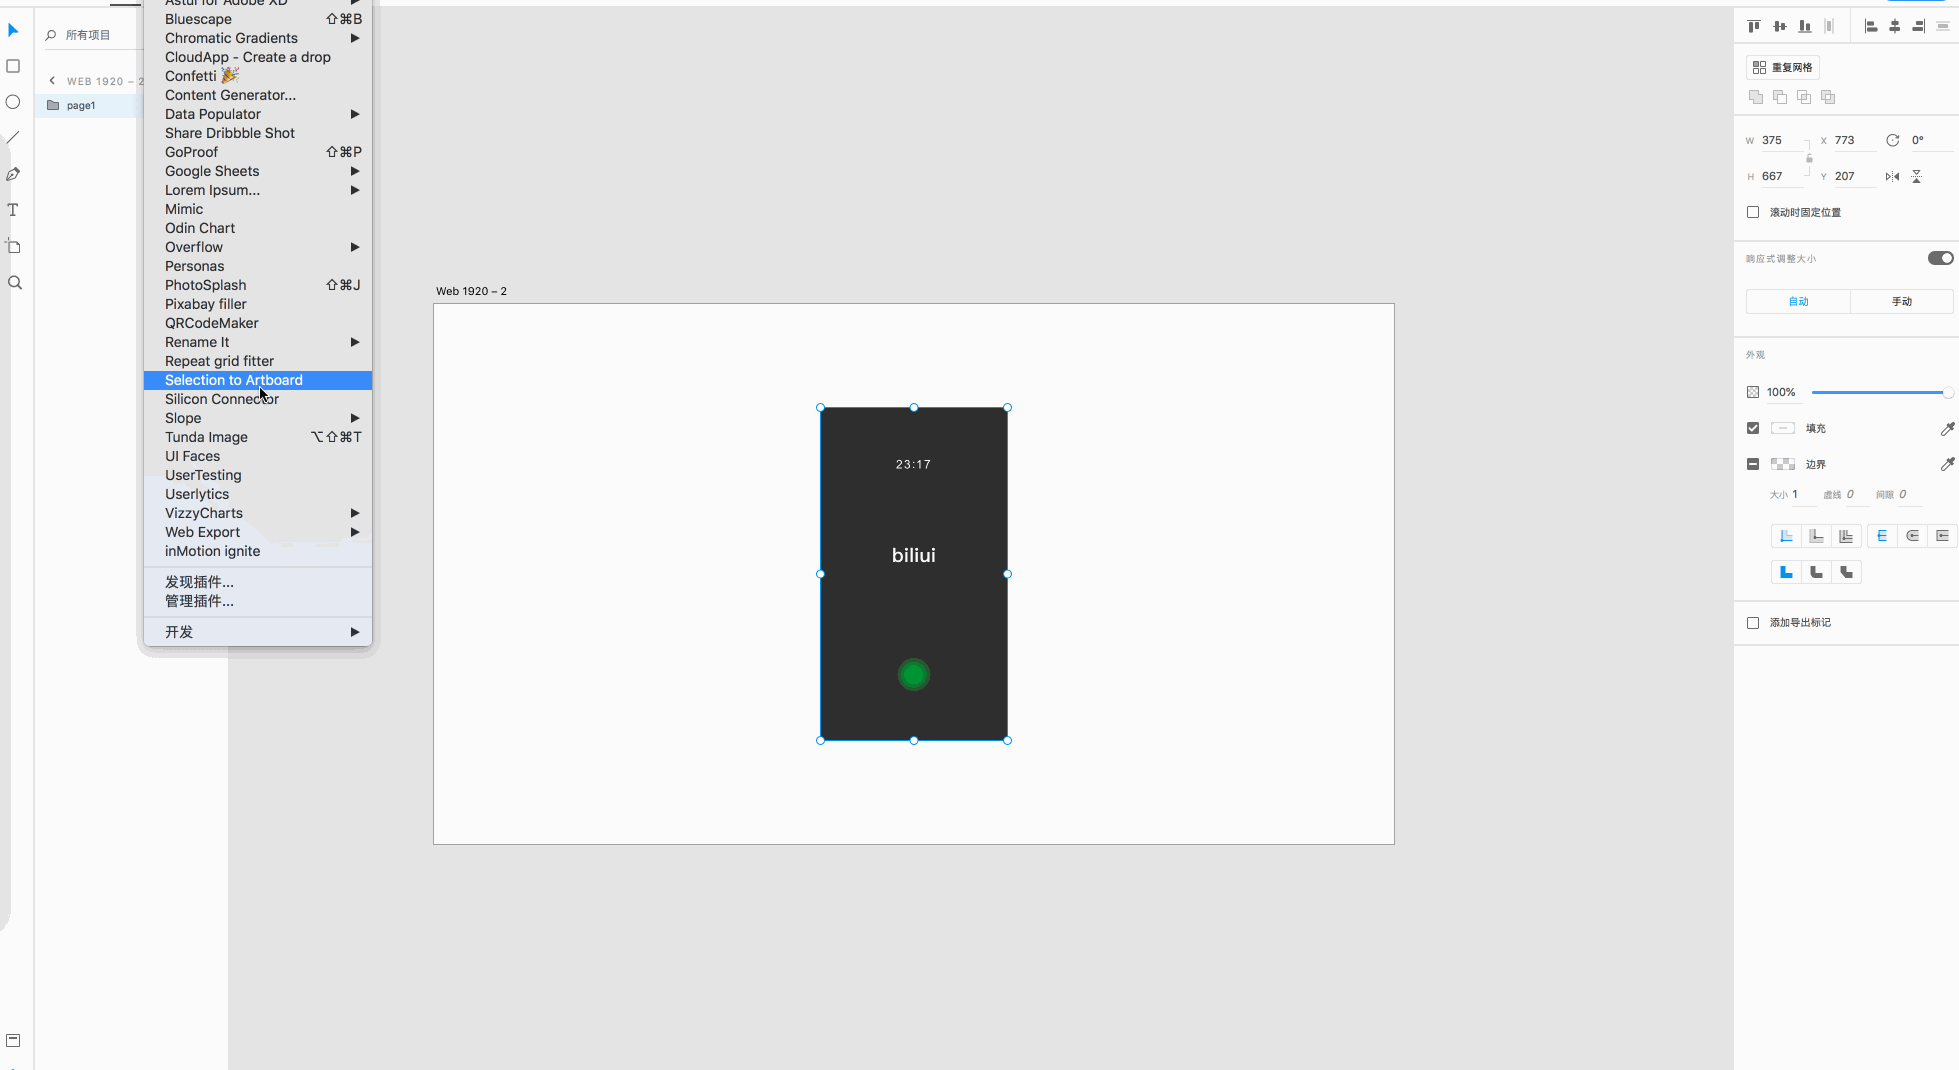 所有项目
WEB 1920 – 2
page1
Astui for Adobe XD
Bluescape ⇧⌘B
Chromatic Gradients
CloudApp - Create a drop
Confetti 🎉
Content Generator...
Data Populator
Share Dribbble Shot
GoProof ⇧⌘P
Google Sheets
Lorem Ipsum...
Mimic
Odin Chart
Overflow
Personas
PhotoSplash ⇧⌘J
Pixabay filler
QRCodeMaker
Rename It
Repeat grid fitter
Selection to Artboard
Silicon Connector
Slope
Tunda Image ⌥⇧⌘T
UI Faces
UserTesting
Userlytics
VizzyCharts
Web Export
inMotion ignite
发现插件...
管理插件...
开发
Web 1920 – 2
23:17
biliui
重复网格
W 375 X 773 0°
H 667 Y 207
滚动时固定位置
响应式调整大小
自动 手动
外观
100%
填充
边界
大小 1 虚线 0 间隙 0
添加导出标记